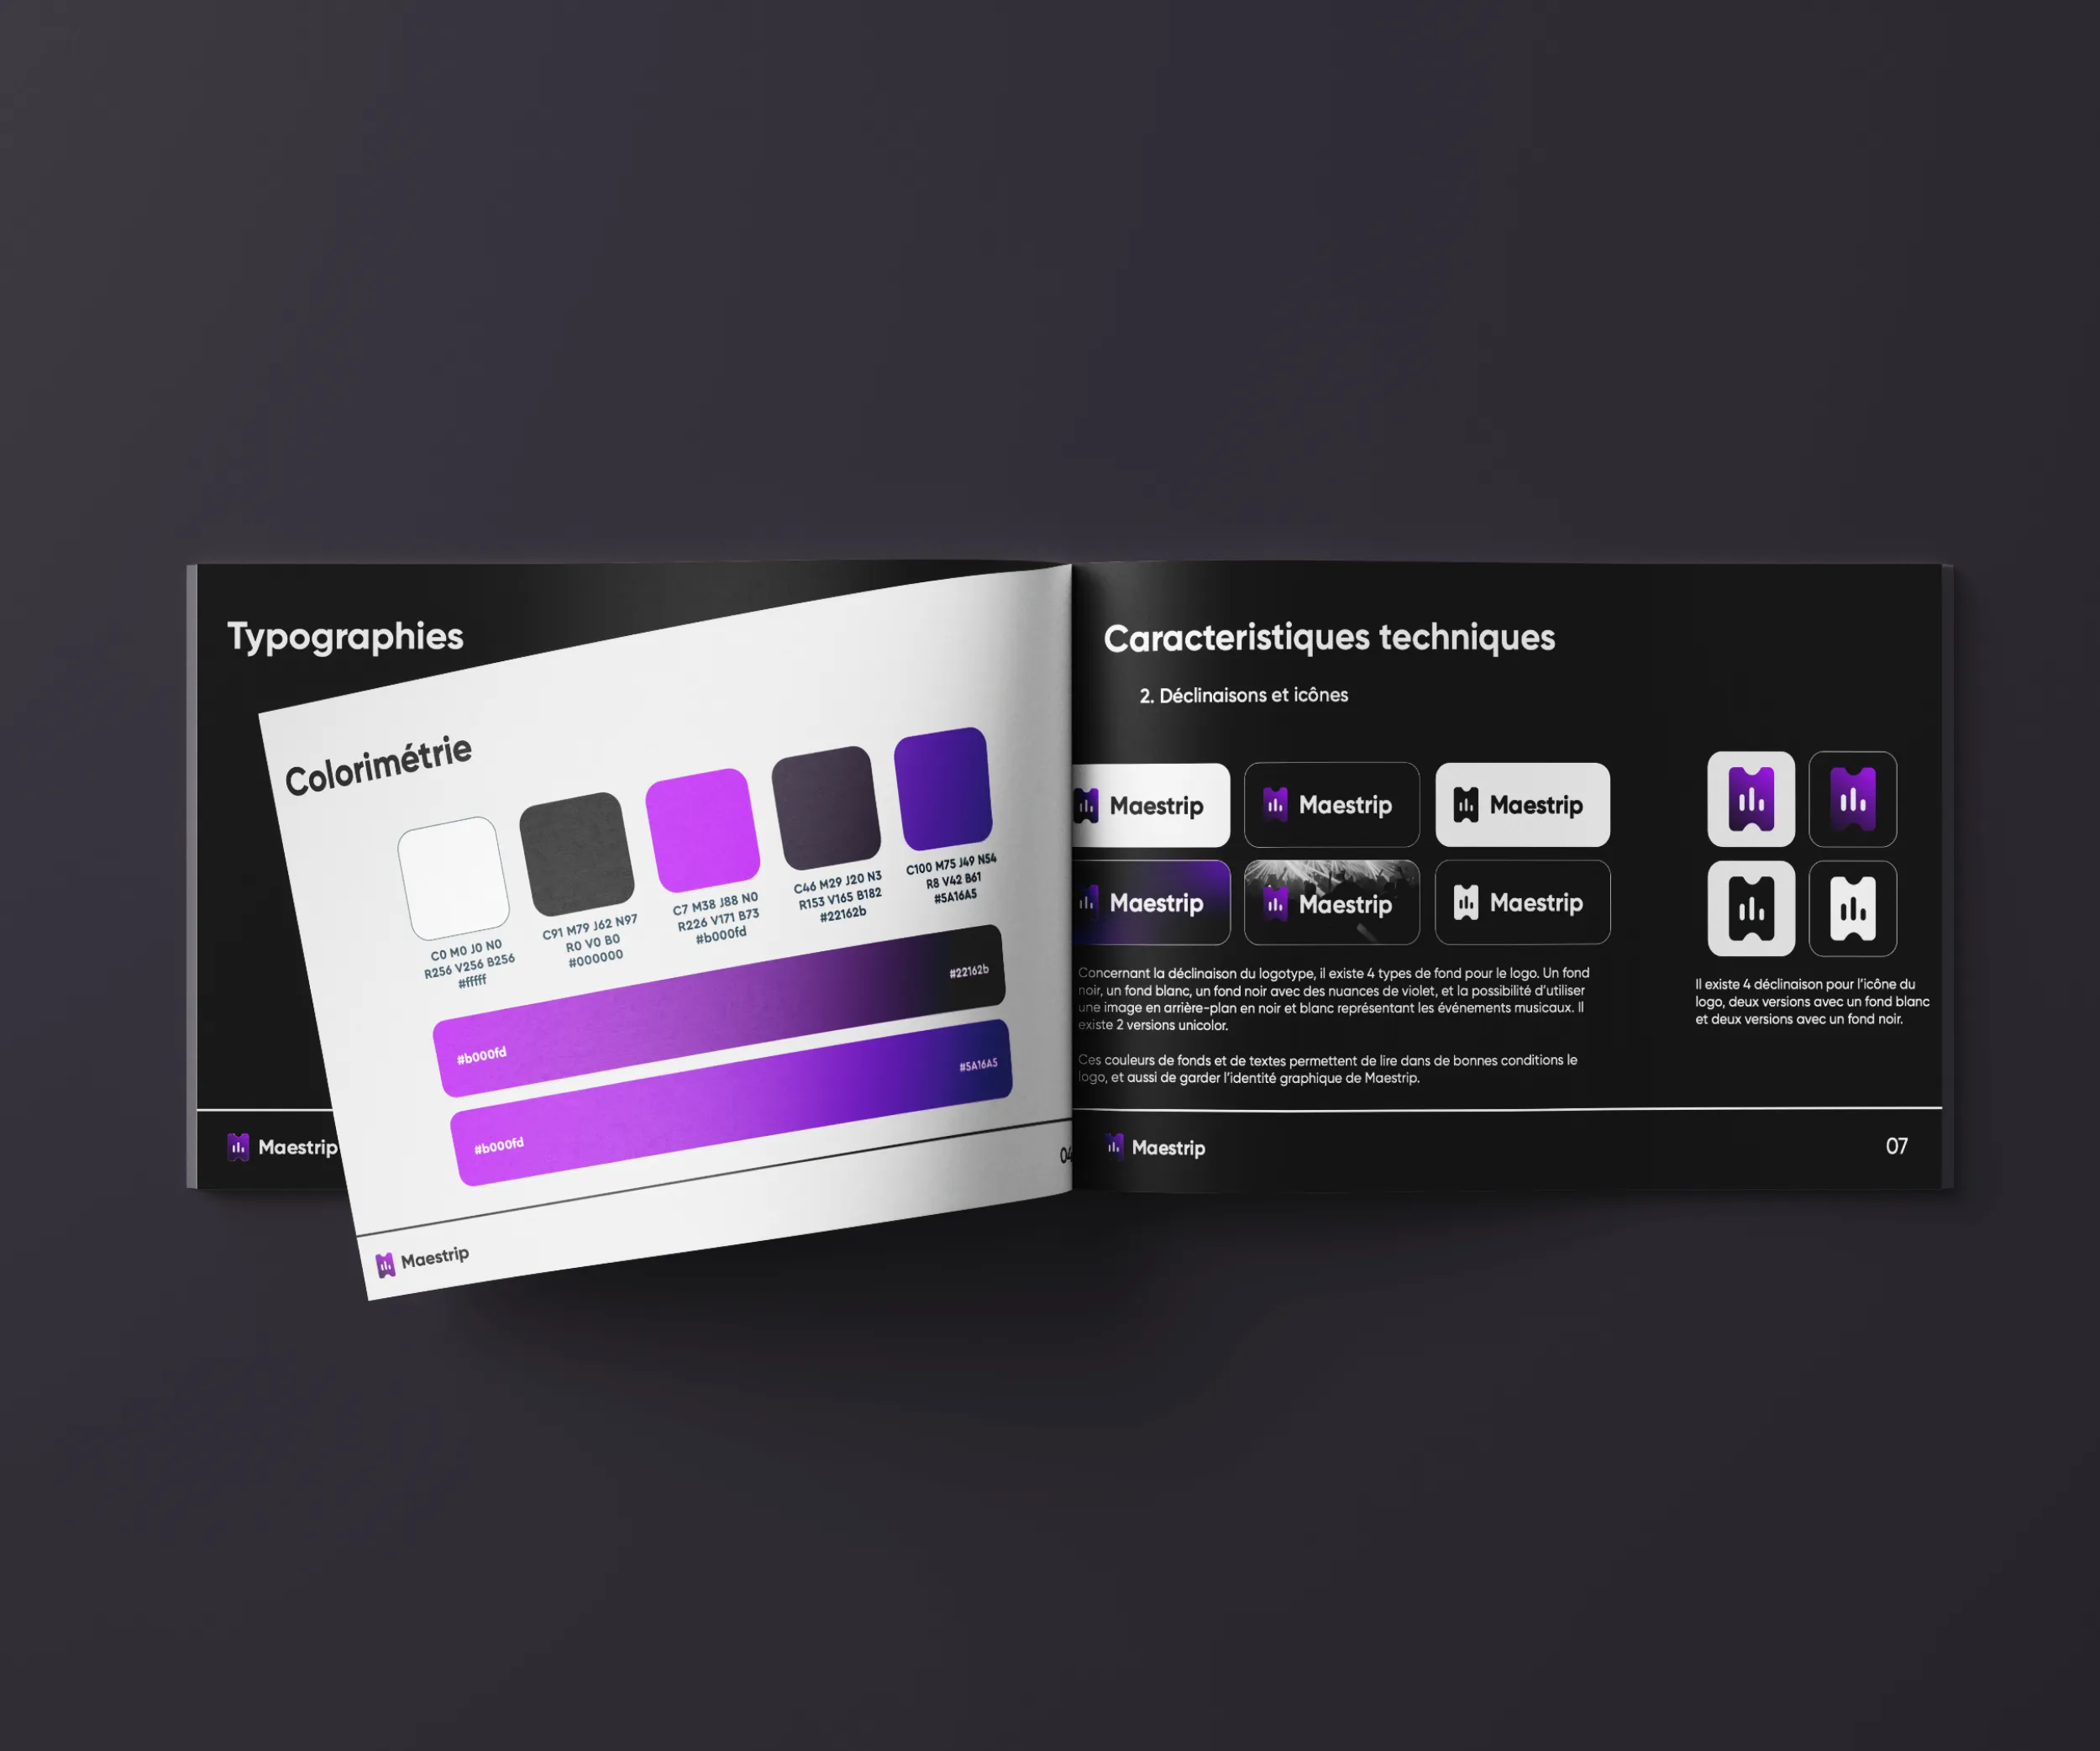 Typographies
Maestrip
Colorimétrie
C0 M0 J0 N0
R256 V256 B256
#fffff
C91 M79 J62 N97
R0 V0 B0
#000000
C7 M38 J88 N0
R226 V171 B73
#b000fd
C46 M29 J20 N3
R153 V165 B182
#22162b
C100 M75 J49 N54
R8 V42 B61
#5A16A5
#b000fd
#22162b
#b000fd
#5A16A5
Maestrip
Caracteristiques techniques
2. Déclinaisons et icônes
Maestrip
Maestrip
Maestrip
Maestrip
Maestrip
Maestrip
Concernant la déclinaison du logotype, il existe 4 types de fond pour le logo. Un fond
noir, un fond blanc, un fond noir avec des nuances de violet, et la possibilité d'utiliser
une image en arrière-plan en noir et blanc représentant les événements musicaux. Il
existe 2 versions unicolor.
Ces couleurs de fonds et de textes permettent de lire dans de bonnes conditions le
logo, et aussi de garder l'identité graphique de Maestrip.
Il existe 4 déclinaison pour l'icône du
logo, deux versions avec un fond blanc
et deux versions avec un fond noir.
Maestrip
07